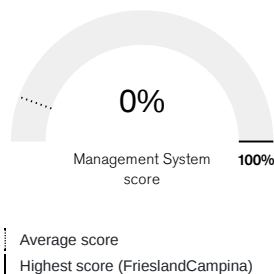 0%
Management System
score
100%
Average score
Highest score (FrieslandCampina)